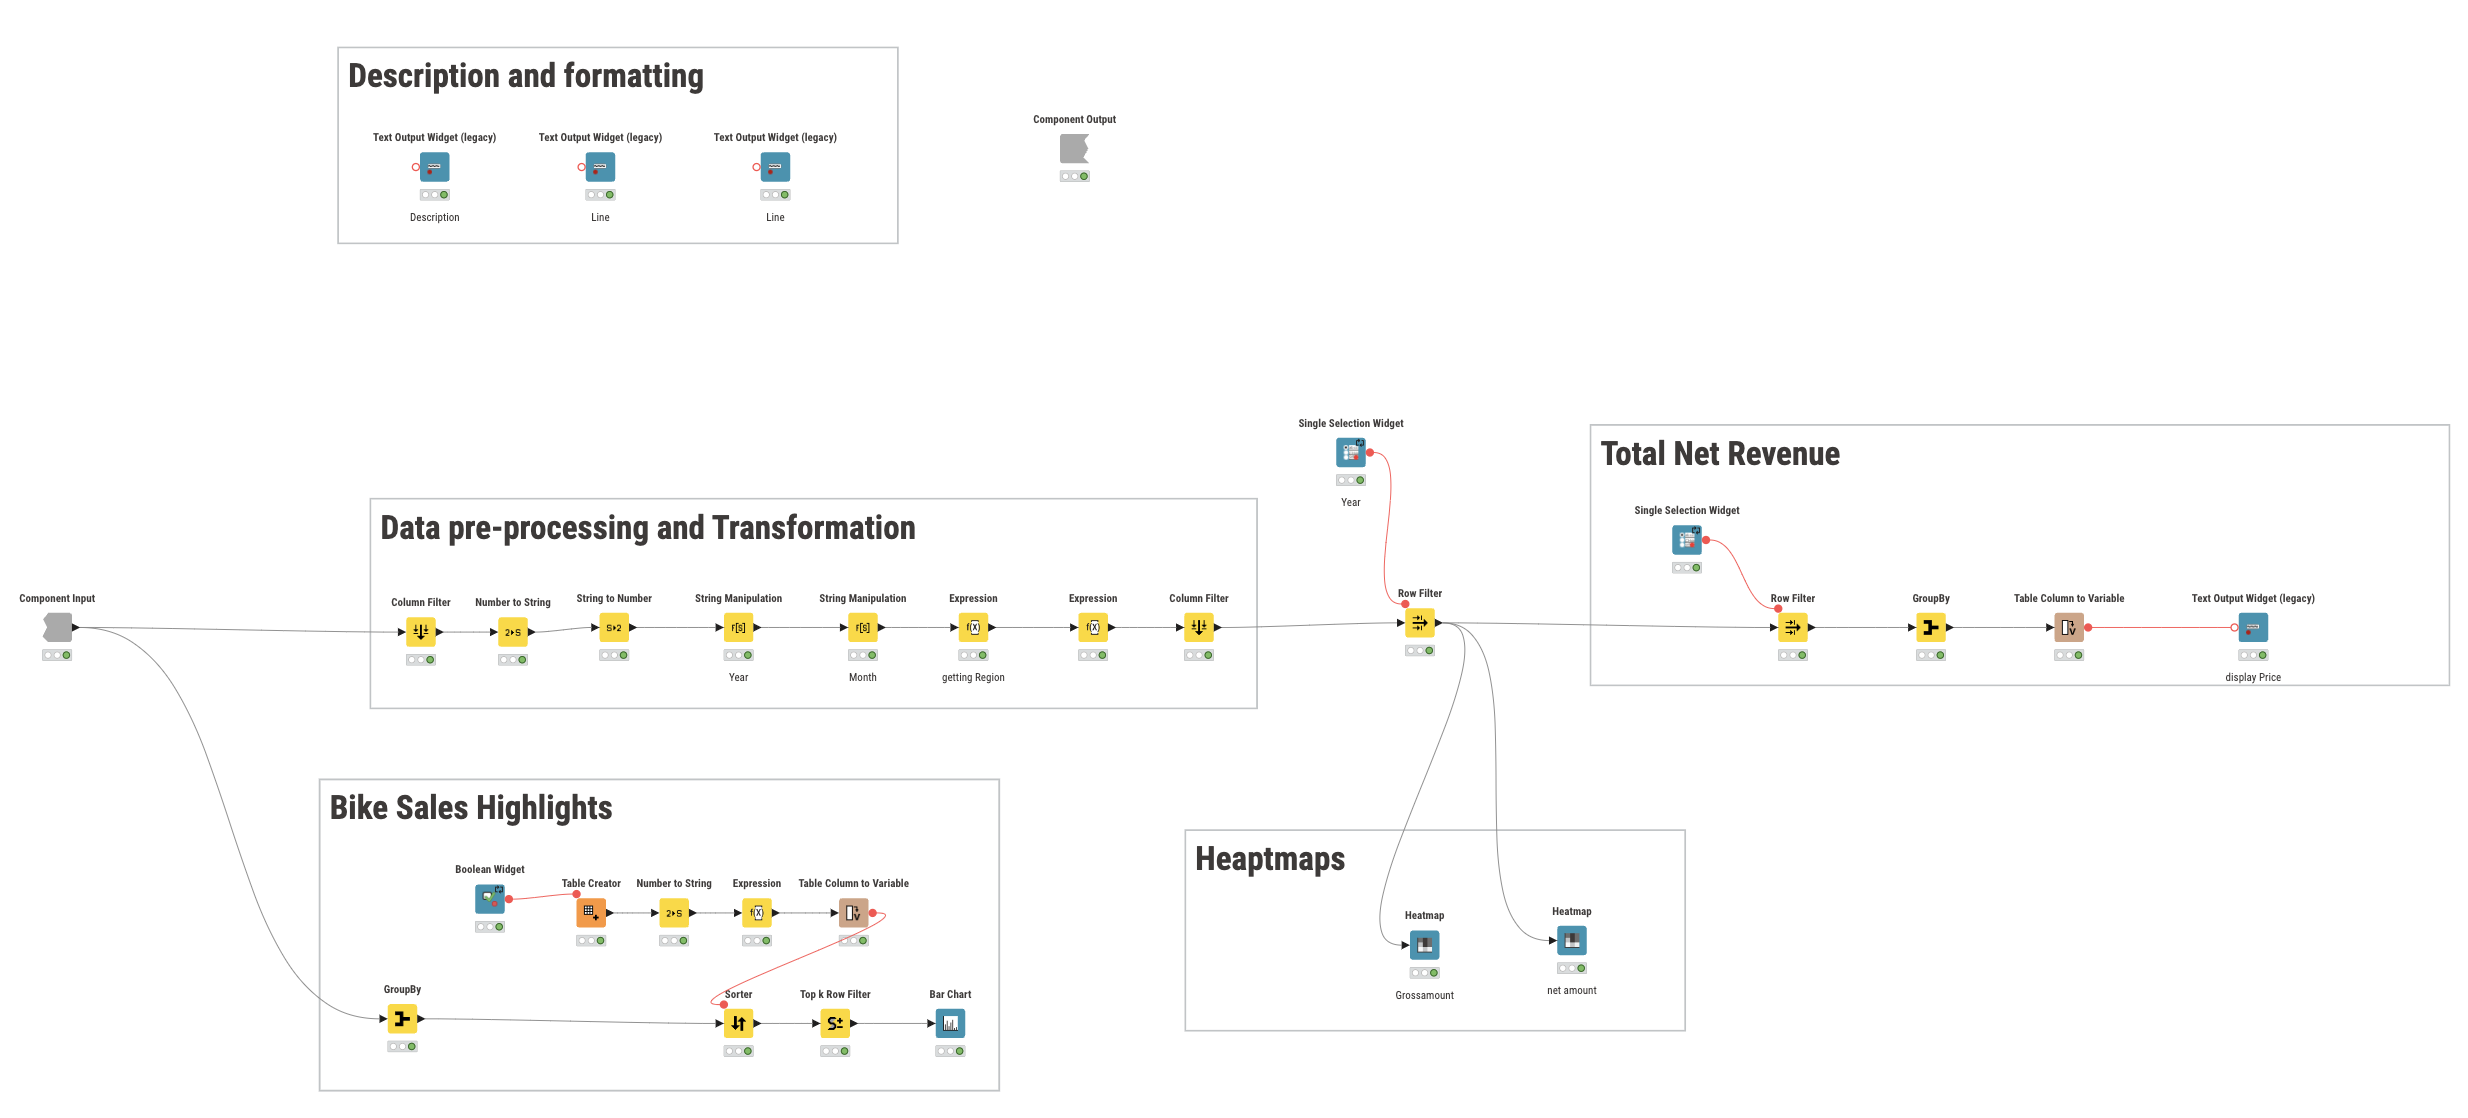 Description and formatting
Text Output Widget (legacy)
Text Output Widget (legacy)
Text Output Widget (legacy)
Description
Line
Line
Component Output
Single Selection Widget
Year
Row Filter
Total Net Revenue
Single Selection Widget
Row Filter
GroupBy
Table Column to Variable
Text Output Widget (legacy)
display Price
Data pre-processing and Transformation
Component Input
Column Filter
Number to String
2▸S
String to Number
S▸2
String Manipulation
F[S]
Year
String Manipulation
F[S]
Month
Expression
f(X)
getting Region
Expression
f(X)
Column Filter
Bike Sales Highlights
Boolean Widget
Table Creator
Number to String
2▸S
Expression
f(X)
Table Column to Variable
GroupBy
Sorter
Top k Row Filter
Bar Chart
Heaptmaps
Heatmap
Grossamount
Heatmap
net amount